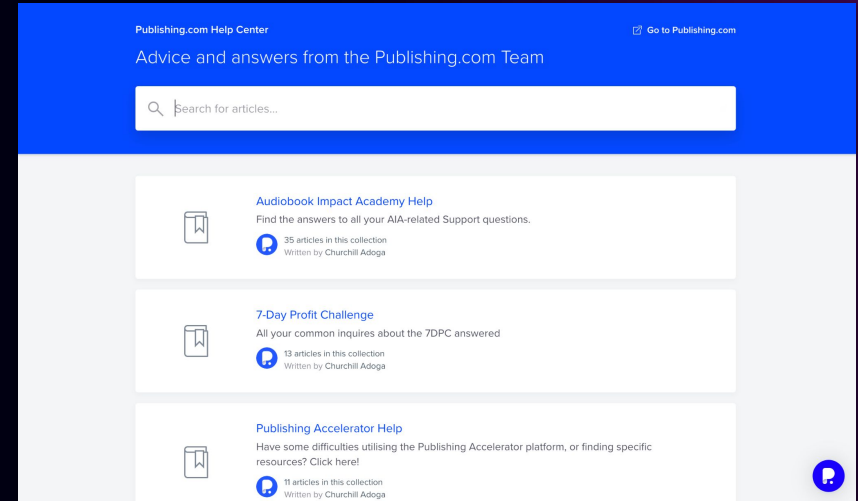 Publishing.com Help Center
Go to Publishing.com
Advice and answers from the Publishing.com Team
Search for articles...
Audiobook Impact Academy Help
Find the answers to all your AIA-related Support questions.
35 articles in this collection
Written by Churchill Adoga
7-Day Profit Challenge
All your common inquires about the 7DPC answered
13 articles in this collection
Written by Churchill Adoga
Publishing Accelerator Help
Have some difficulties utilising the Publishing Accelerator platform, or finding specific
resources? Click here!
11 articles in this collection
Written by Churchill Adoga